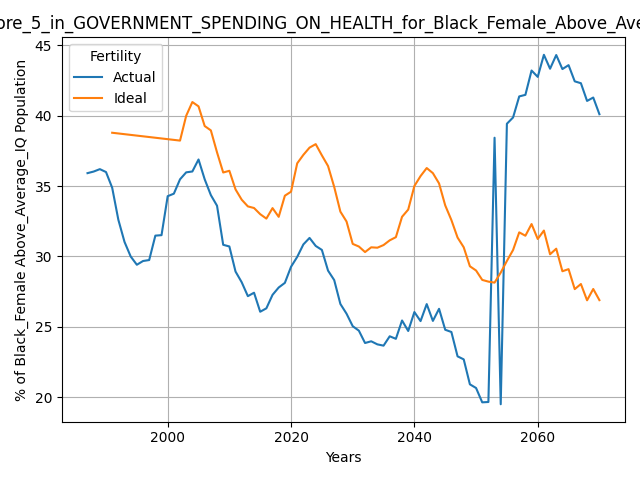 ore_5_in_GOVERNMENT_SPENDING_ON_HEALTH_for_Black_Female_Above_Ave
Fertility
Actual
Ideal
% of Black_Female Above_Average_IQ Population
45
40
35
30
25
20
2000
2020
2040
2060
Years